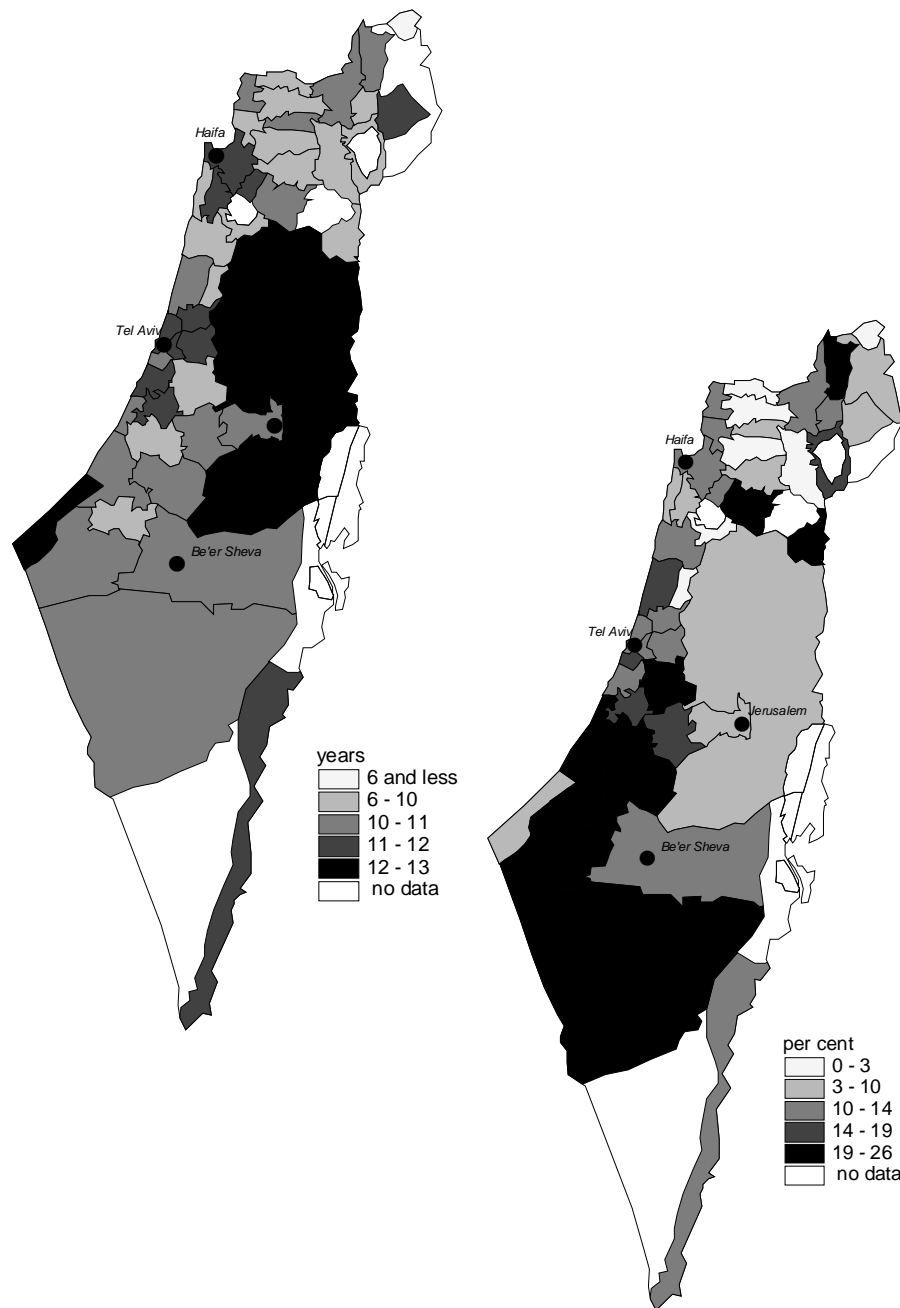 Haifa
Tel Aviv
Be'er Sheva
years
6 and less
6 - 10
10 - 11
11 - 12
12 - 13
no data
Haifa
Tel Aviv
Jerusalem
Be'er Sheva
per cent
0 - 3
3 - 10
10 - 14
14 - 19
19 - 26
no data